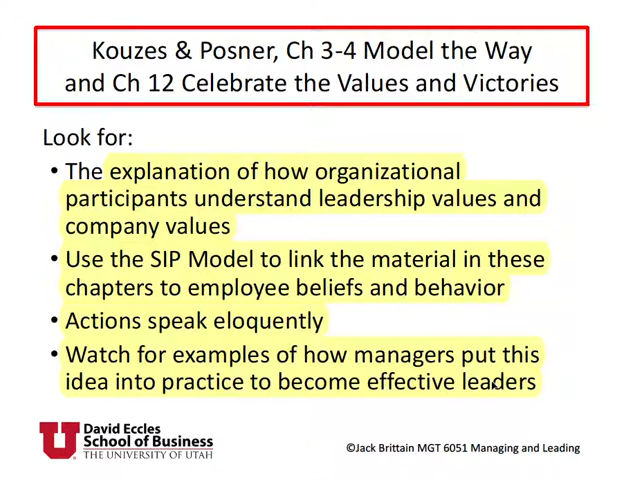 Kouzes & Posner, Ch 3-4 Model the Way
and Ch 12 Celebrate the Values and Victories
Look for:
• The explanation of how organizational
participants understand leadership values and
company values
• Use the SIP Model to link the material in these
chapters to employee beliefs and behavior
• Actions speak eloquently
• Watch for examples of how managers put this
idea into practice to become effective leaders
U
David Eccles
School of Business
THE UNIVERSITY OF UTAH
©Jack Brittain MGT 6051 Managing and Leading